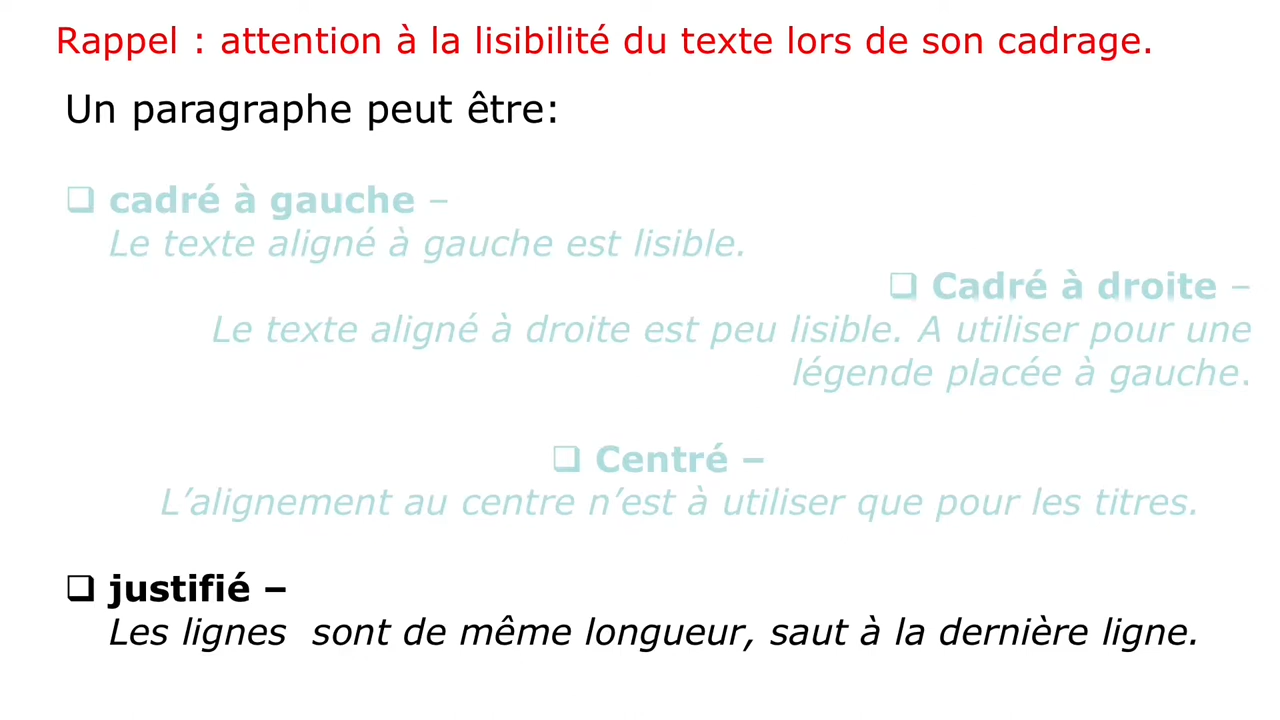 Rappel : attention à la lisibilité du texte lors de son cadrage.
Un paragraphe peut être:
❑ cadré à gauche –
Le texte aligné à gauche est lisible.
❑ Cadré à droite –
Le texte aligné à droite est peu lisible. A utiliser pour une
légende placée à gauche.
❑ Centré –
L’alignement au centre n’est à utiliser que pour les titres.
❑ justifié –
Les lignes  sont de même longueur, saut à la dernière ligne.